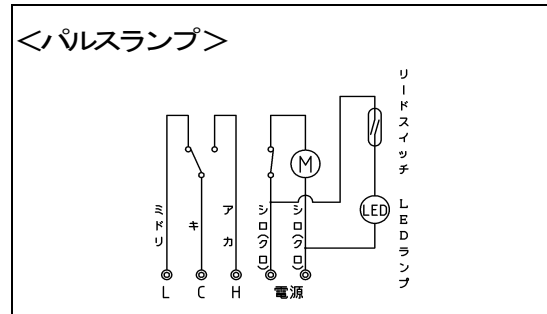 <パルスランプ>
リードスイッチ
LEDランプ
M
LED
ミドリ
キ
アカ
シロ(クロ)
シロ(クロ)
L C H 電源